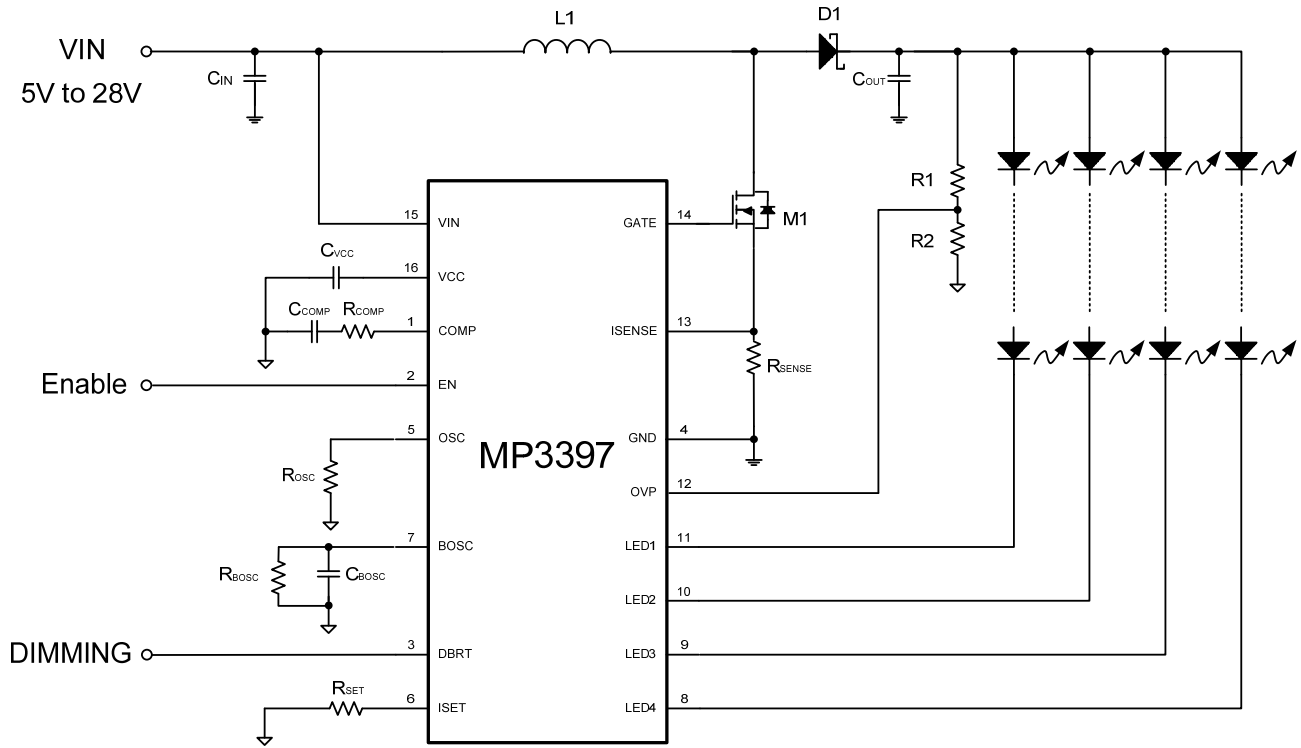 L1
D1
VIN
5V to 28V
CIN
COUT
R1
R2
M1
15
VIN
GATE
14
CVCC
16
VCC
CCOMP
RCOMP
1
COMP
ISENSE
13
RSENSE
Enable
2
EN
5
OSC
GND
4
MP3397
ROSC
OVP
12
7
BOSC
LED1
11
RBOSC
CBOSC
LED2
10
DIMMING
3
DBRT
LED3
9
RSET
6
ISET
LED4
8